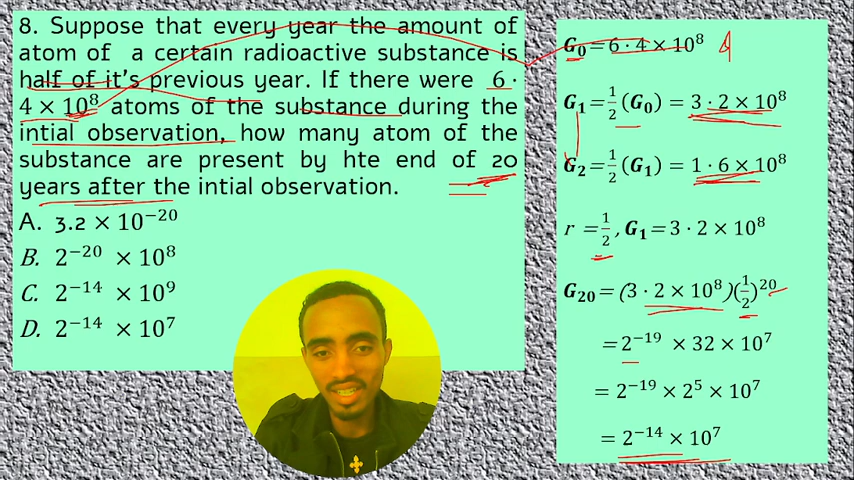 8. Suppose that every year the amount of
atom of a certain radioactive substance is
half of it's previous year. If there were 6 ·
4 × 10⁸ atoms of the substance during the
intial observation, how many atom of the
substance are present by hte end of 20
years after the intial observation.
A. 3.2 × 10⁻²⁰
B. 2⁻²⁰ × 10⁸
C. 2⁻¹⁴ × 10⁹
D. 2⁻¹⁴ × 10⁷
G₀ = 6 · 4 × 10⁸
G₁ = 1/2 (G₀) = 3 · 2 × 10⁸
G₂ = 1/2 (G₁) = 1 · 6 × 10⁸
r = 1/2 , G₁ = 3 · 2 × 10⁸
G₂₀ = (3 · 2 × 10⁸)(1/2)²⁰
= 2⁻¹⁹ × 32 × 10⁷
= 2⁻¹⁹ × 2⁵ × 10⁷
= 2⁻¹⁴ × 10⁷